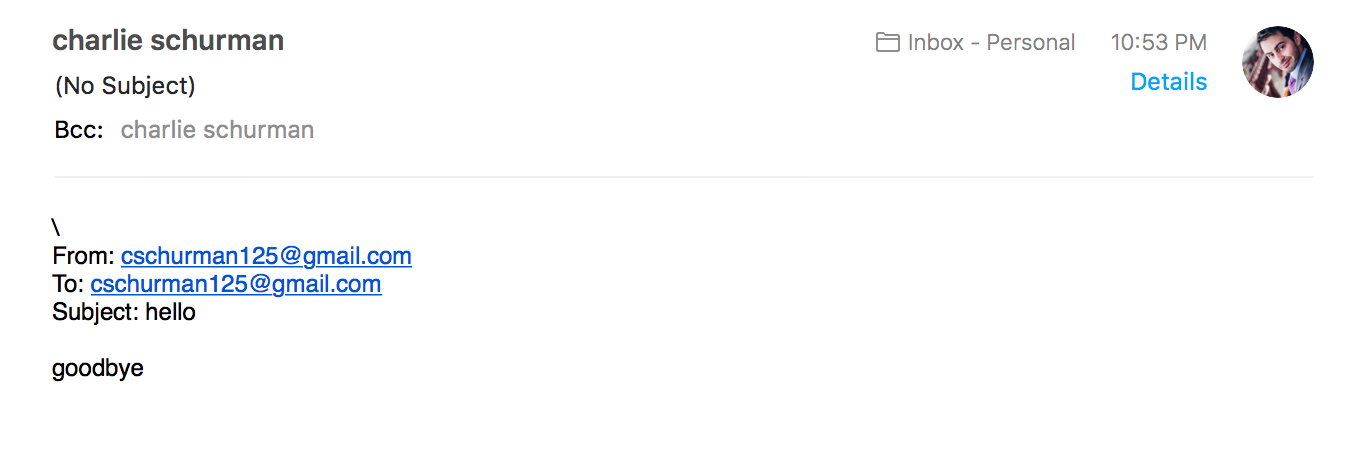 charlie schurman
Inbox - Personal 10:53 PM
(No Subject)
Details
Bcc: charlie schurman
\
From: cschurman125@gmail.com
To: cschurman125@gmail.com
Subject: hello
goodbye